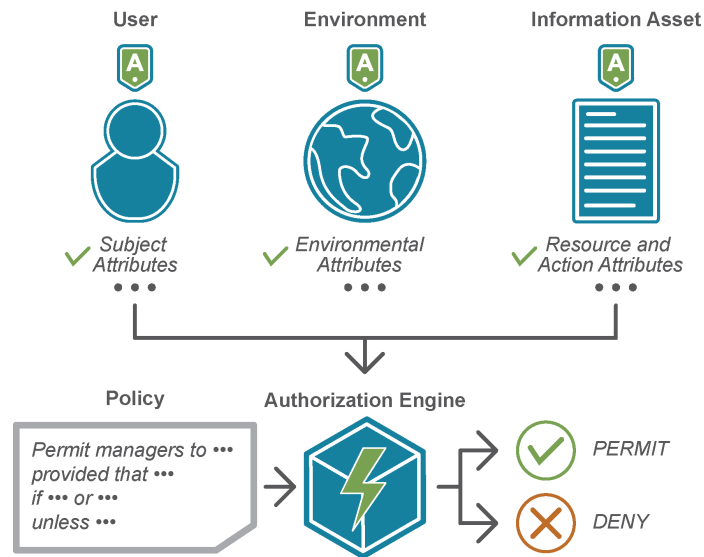 User
Environment
Information Asset
A
A
A
Subject
Attributes
Environmental
Attributes
Resource and
Action Attributes
•••
•••
•••
Policy
Authorization Engine
Permit managers to •••
provided that •••
if ••• or •••
unless •••
PERMIT
DENY